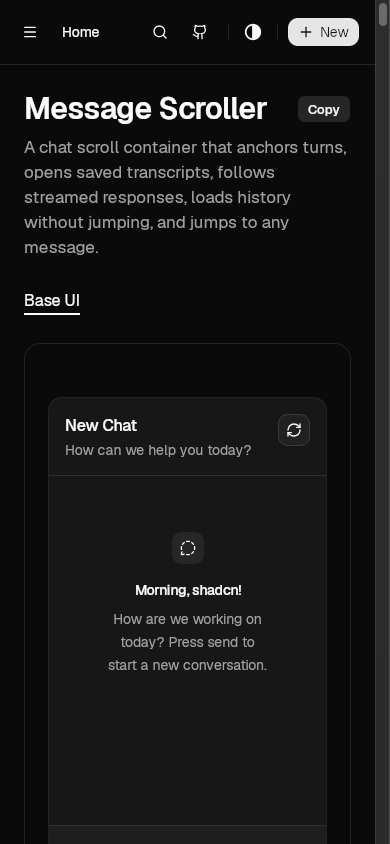 Home
New
Message Scroller
Copy
A chat scroll container that anchors turns,
opens saved transcripts, follows
streamed responses, loads history
without jumping, and jumps to any
message.
Base UI
New Chat
How can we help you today?
Morning, shadcn!
How are we working on
today? Press send to
start a new conversation.